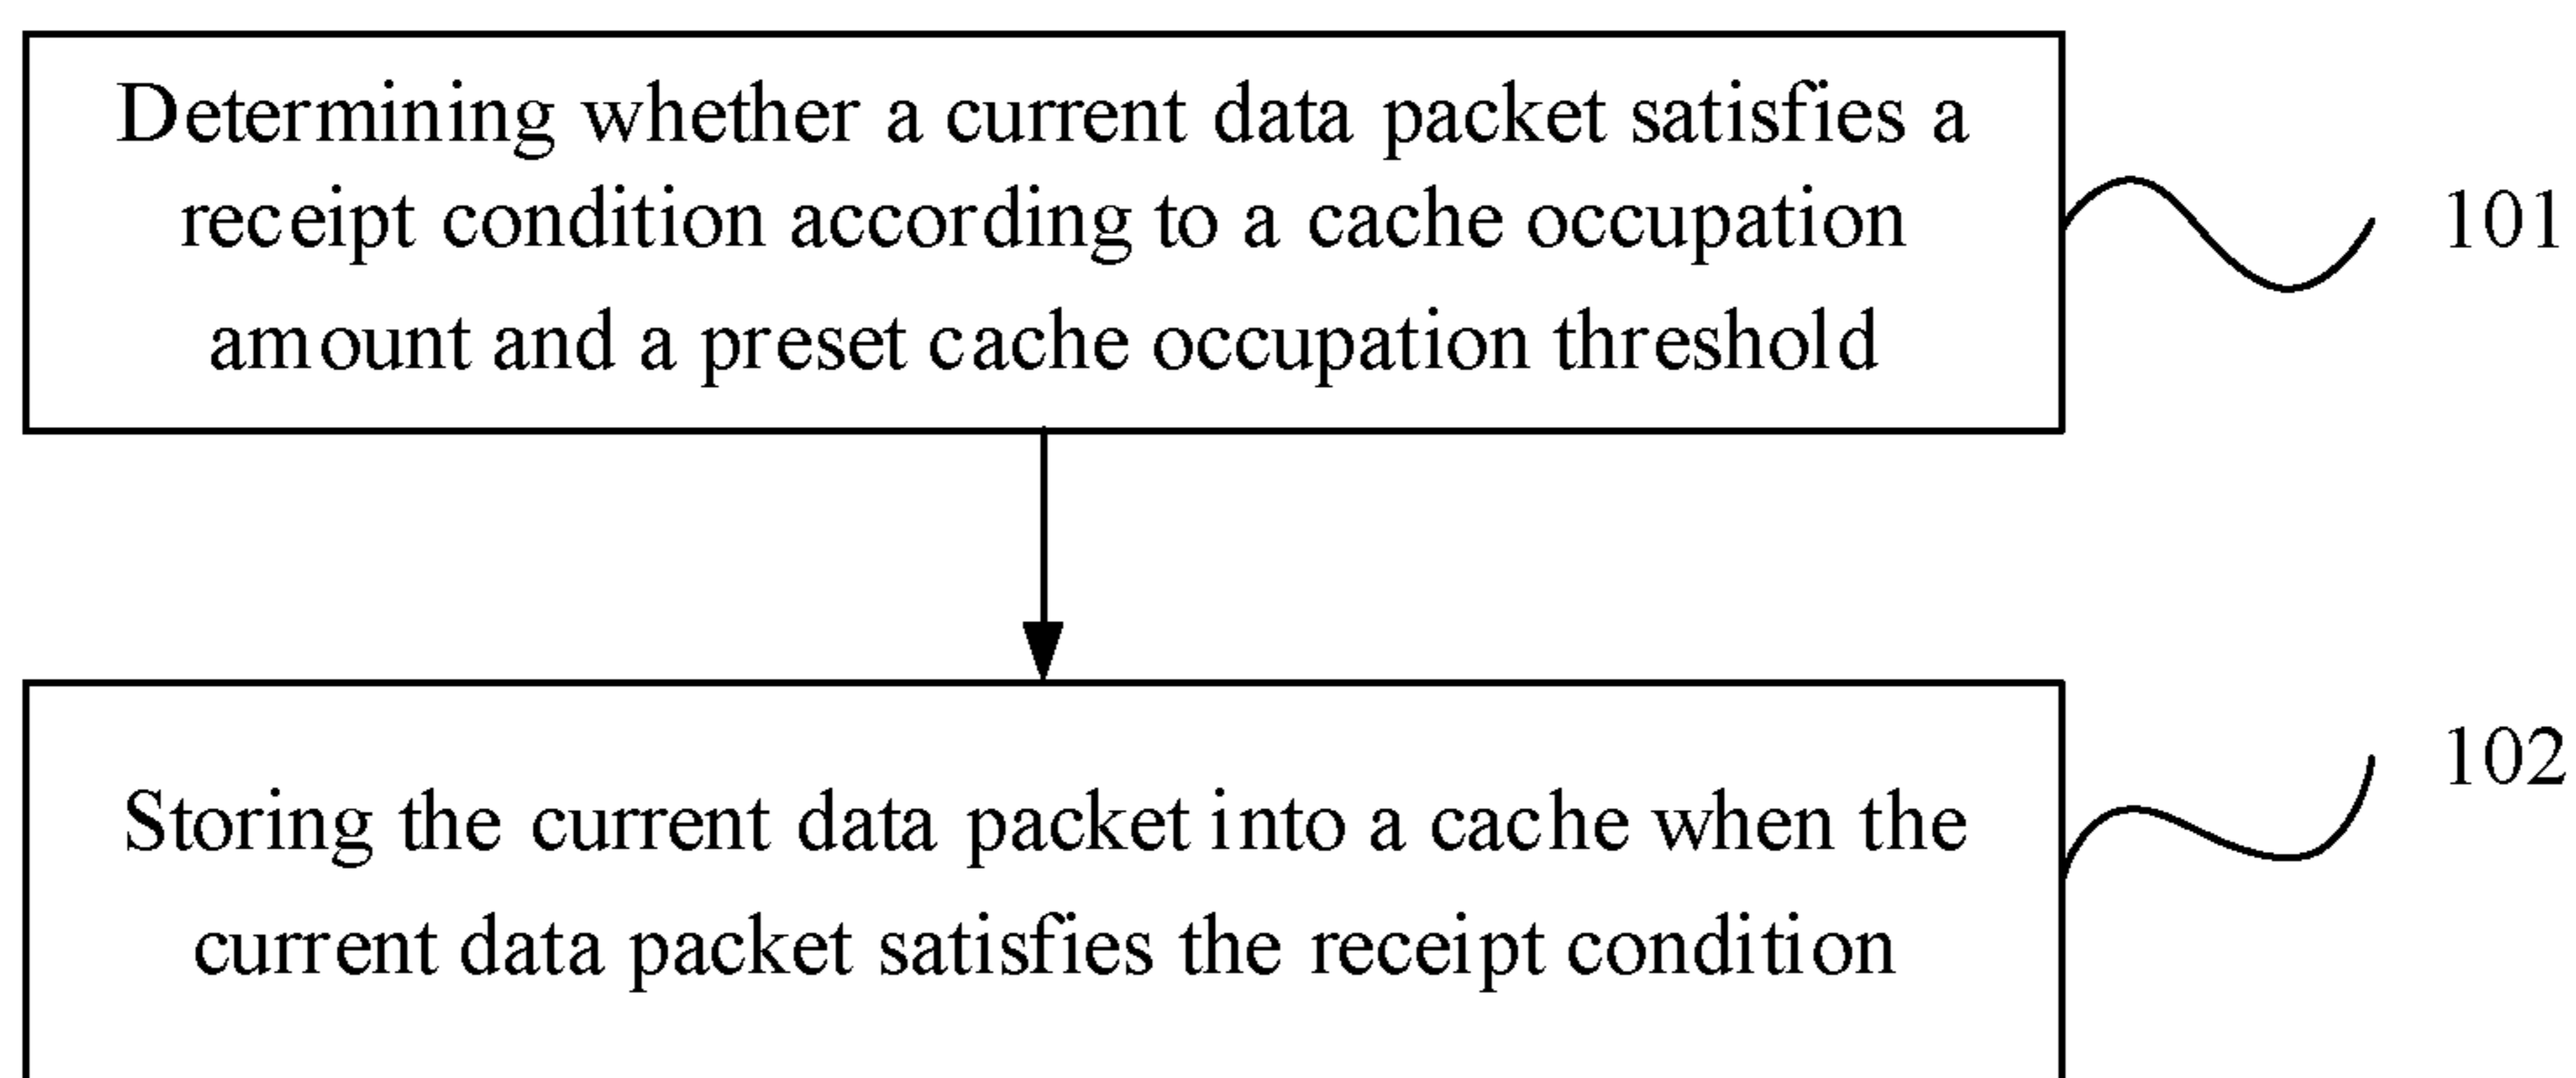 Determining whether a current data packet satisfies a
receipt condition according to a cache occupation
amount and a preset cache occupation threshold
101
Storing the current data packet into a cache when the
current data packet satisfies the receipt condition
102